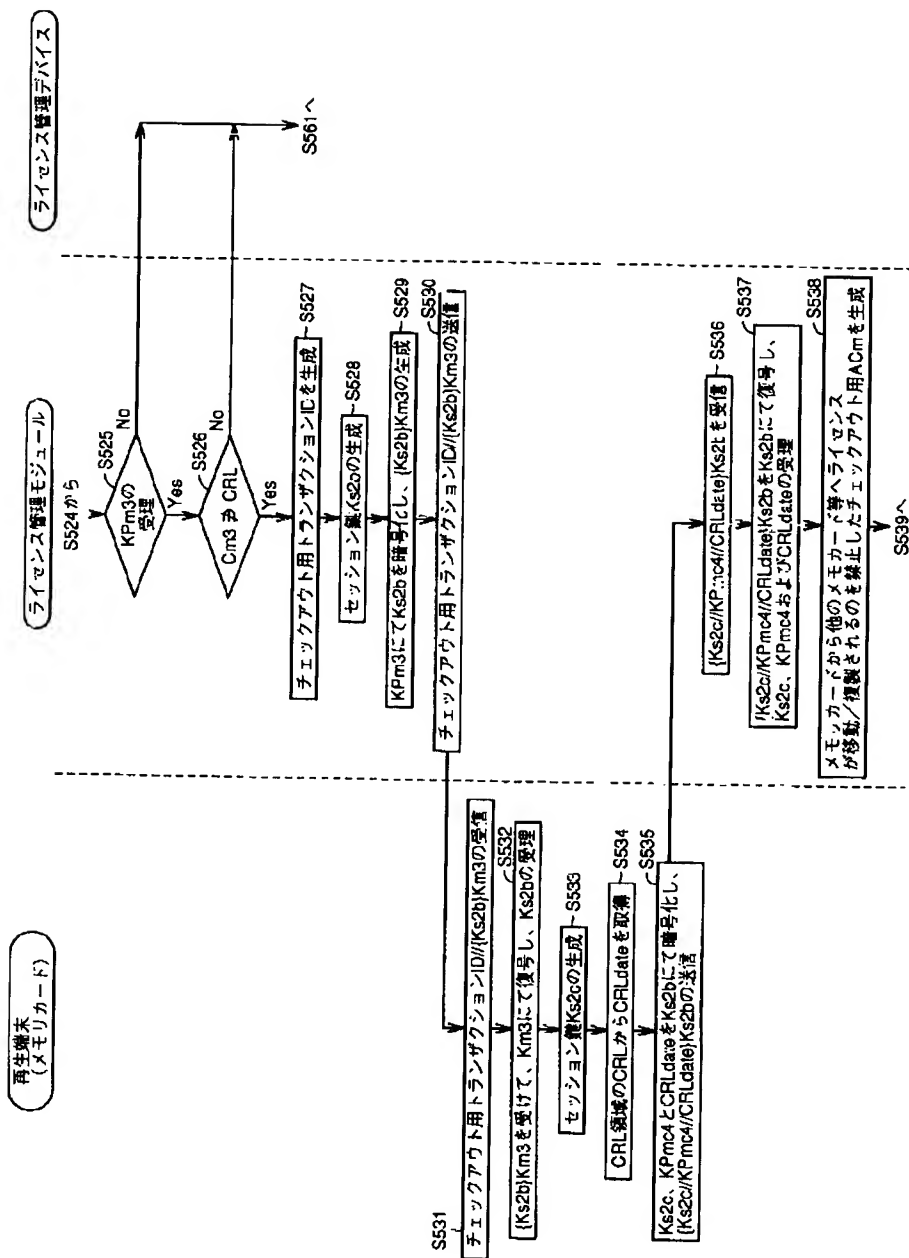 再生端末
(メモリカード)
ライセンス管理モジュール
ライセンス管理デバイス
S524から
KPm3の
受理
S525
No
Yes
Cm3 ∌ CRL
S526
No
Yes
S561へ
チェックアウト用トランザクションIDを生成
S527
セッション鍵Ks2bの生成
S528
KPm3にてKs2bを暗号化し、{Ks2b}Km3の生成
S529
S530
チェックアウト用トランザクションID//{Ks2b}Km3の送信
S531
チェックアウト用トランザクションID//{Ks2b}Km3の受信
S532
{Ks2b}Km3を受けて、Km3にて復号し、Ks2bの受理
セッション鍵Ks2cの生成
S533
CRL領域のCRLからCRLdateを取得
S534
S535
Ks2c、KPmc4とCRLdateをKs2bにて暗号化し、
{Ks2c//KPmc4//CRLdate}Ks2bの送信
{Ks2c//KPmc4//CRLdate}Ks2bを受信
S536
S537
{Ks2c//KPmc4//CRLdate}Ks2bをKs2bにて復号し、
Ks2c、KPmc4およびCRLdateの受理
S538
メモッカードから他のメモカード等へライセンス
が移動/複製されるのを禁止したチェックアウト用ACmを生成
S539へ